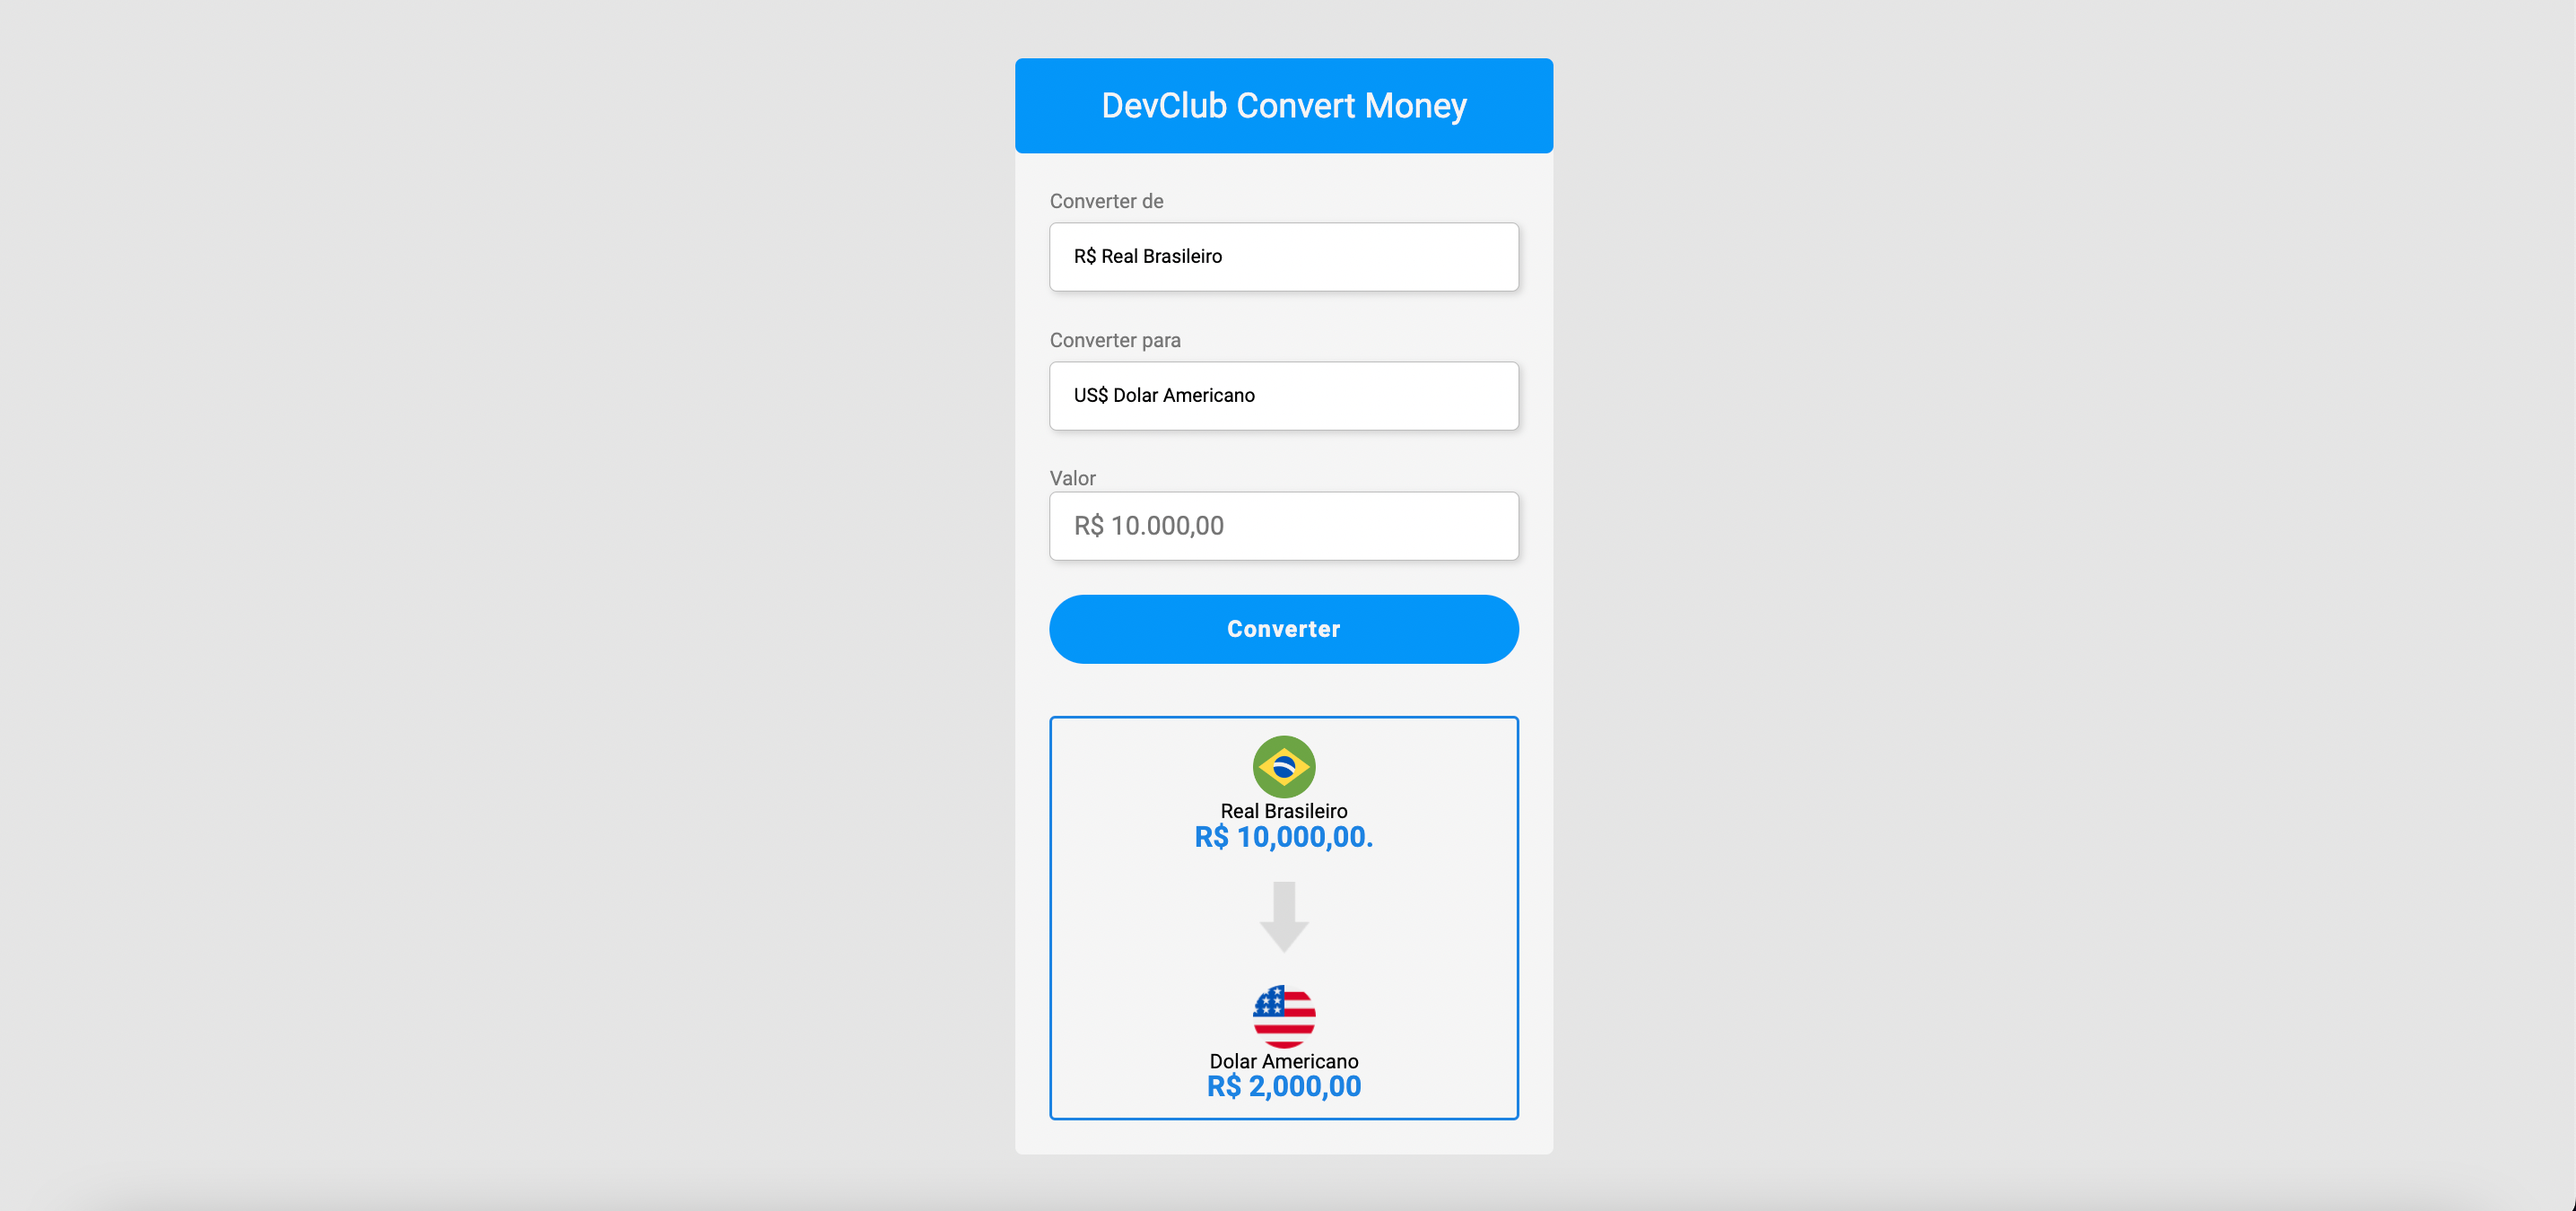 DevClub Convert Money
Converter de
R$ Real Brasileiro
Converter para
US$ Dolar Americano
Valor
R$ 10.000,00
Converter
Real Brasileiro
R$ 10,000,00.
Dolar Americano
R$ 2,000,00